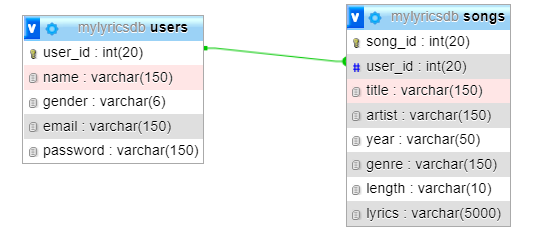 v mylyricsdb users
user_id : int(20)
name : varchar(150)
gender : varchar(6)
email : varchar(150)
password : varchar(150)
v mylyricsdb songs
song_id : int(20)
# user_id : int(20)
title : varchar(150)
artist : varchar(150)
year : varchar(50)
genre : varchar(150)
length : varchar(10)
lyrics : varchar(5000)